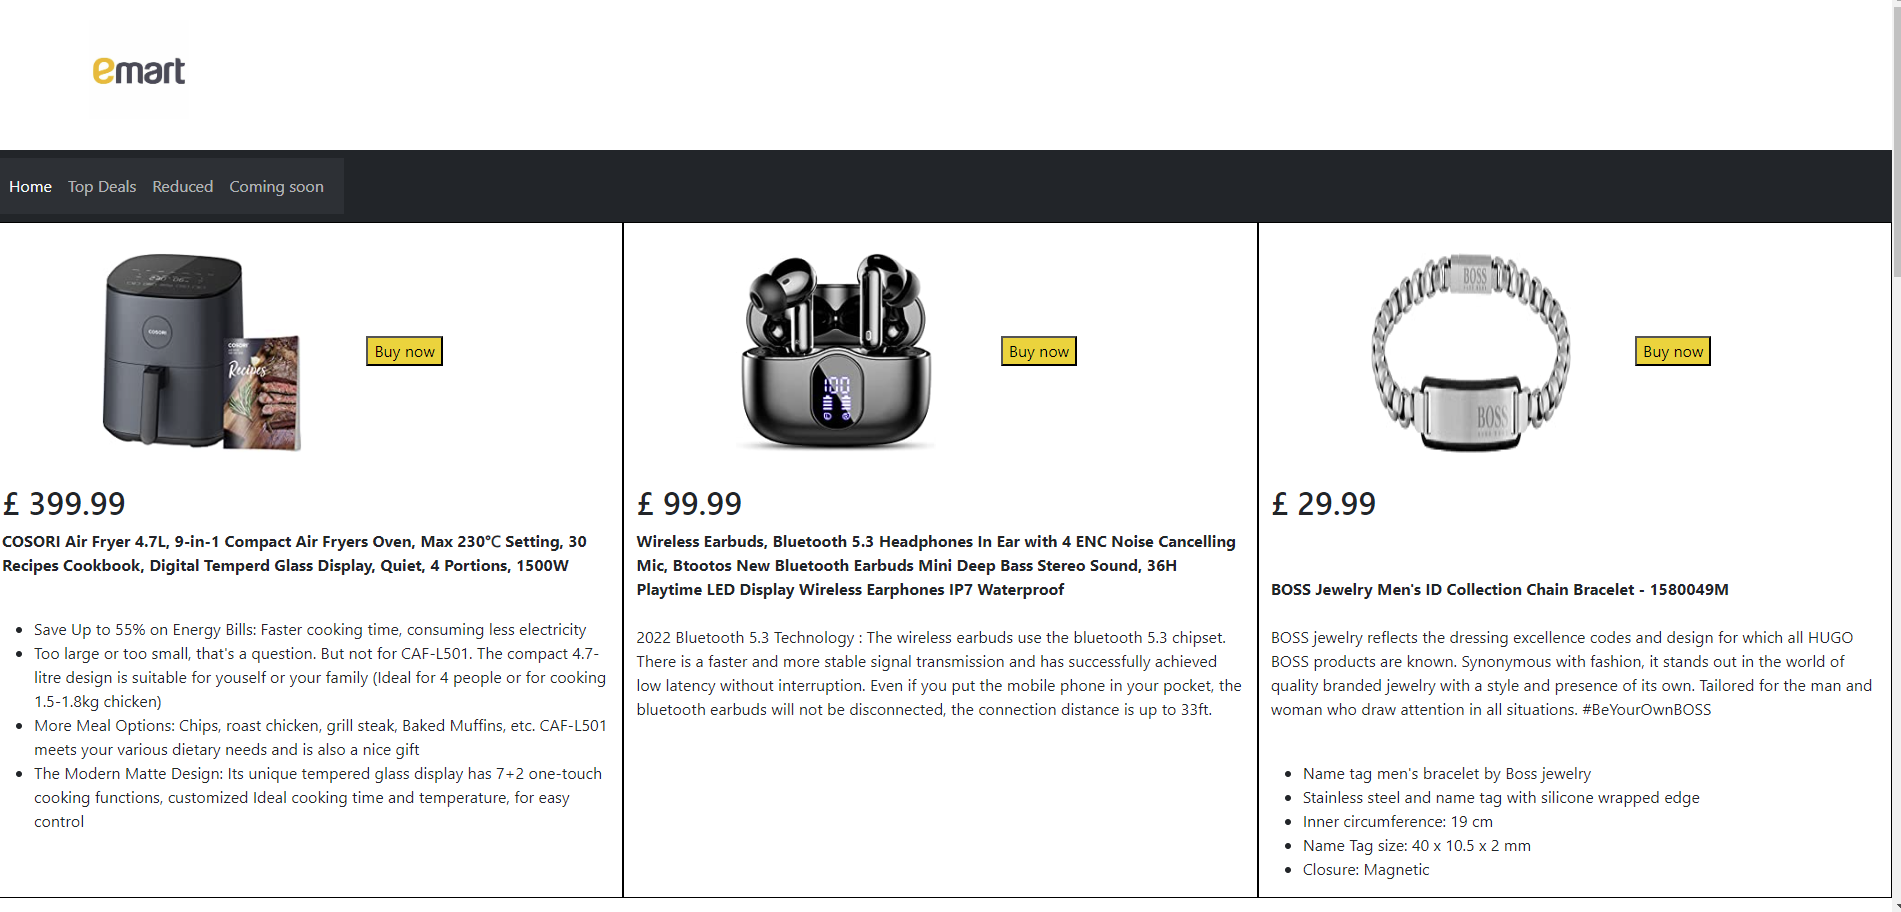 emart
Home Top Deals Reduced Coming soon
COSORI
COSORI
Recipes
Buy now
£ 399.99
COSORI Air Fryer 4.7L, 9-in-1 Compact Air Fryers Oven, Max 230℃ Setting, 30
Recipes Cookbook, Digital Temperd Glass Display, Quiet, 4 Portions, 1500W
Save Up to 55% on Energy Bills: Faster cooking time, consuming less electricity
Too large or too small, that's a question. But not for CAF-L501. The compact 4.7-
litre design is suitable for youself or your family (Ideal for 4 people or for cooking
1.5-1.8kg chicken)
More Meal Options: Chips, roast chicken, grill steak, Baked Muffins, etc. CAF-L501
meets your various dietary needs and is also a nice gift
The Modern Matte Design: Its unique tempered glass display has 7+2 one-touch
cooking functions, customized Ideal cooking time and temperature, for easy
control
100
Buy now
£ 99.99
Wireless Earbuds, Bluetooth 5.3 Headphones In Ear with 4 ENC Noise Cancelling
Mic, Btootos New Bluetooth Earbuds Mini Deep Bass Stereo Sound, 36H
Playtime LED Display Wireless Earphones IP7 Waterproof
2022 Bluetooth 5.3 Technology : The wireless earbuds use the bluetooth 5.3 chipset.
There is a faster and more stable signal transmission and has successfully achieved
low latency without interruption. Even if you put the mobile phone in your pocket, the
bluetooth earbuds will not be disconnected, the connection distance is up to 33ft.
BOSS
BOSS
Buy now
£ 29.99
BOSS Jewelry Men's ID Collection Chain Bracelet - 1580049M
BOSS jewelry reflects the dressing excellence codes and design for which all HUGO
BOSS products are known. Synonymous with fashion, it stands out in the world of
quality branded jewelry with a style and presence of its own. Tailored for the man and
woman who draw attention in all situations. #BeYourOwnBOSS
Name tag men's bracelet by Boss jewelry
Stainless steel and name tag with silicone wrapped edge
Inner circumference: 19 cm
Name Tag size: 40 x 10.5 x 2 mm
Closure: Magnetic